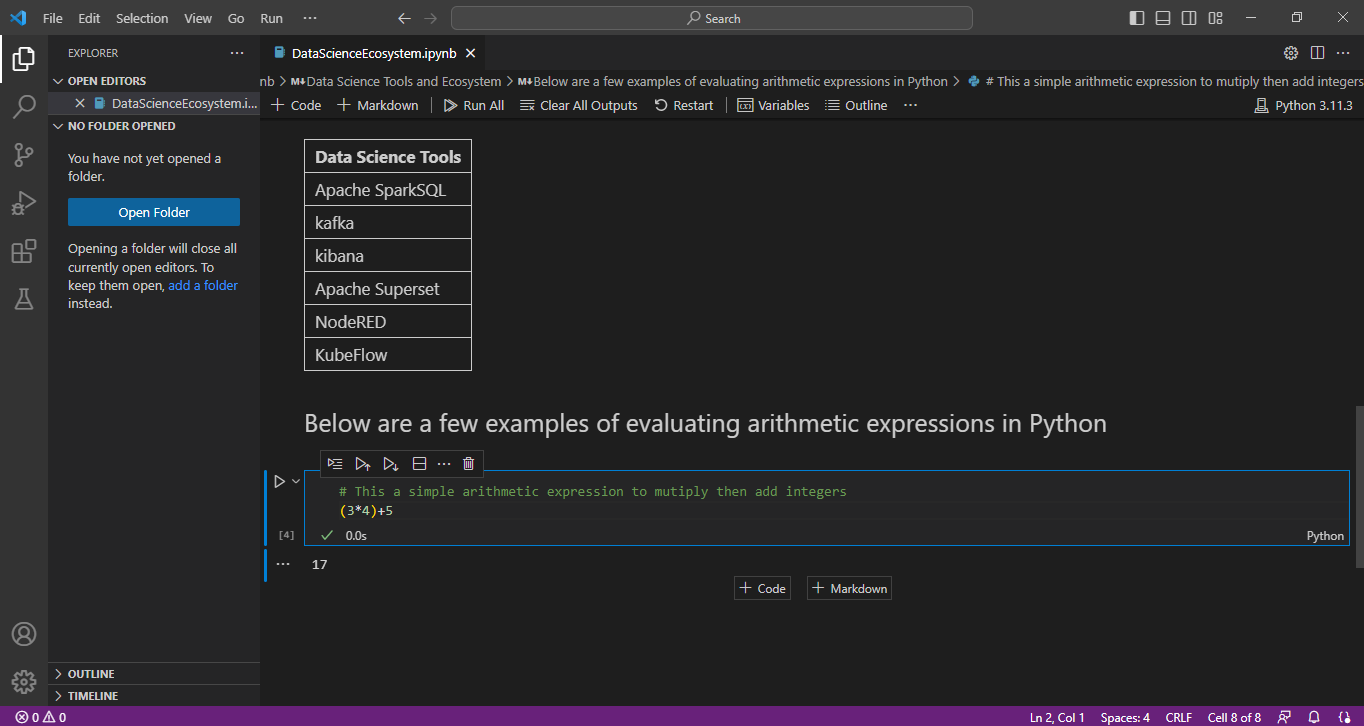 File Edit Selection View Go Run ···
Search
EXPLORER ···
OPEN EDITORS
DataScienceEcosystem.i...
NO FOLDER OPENED
You have not yet opened a
folder.
Open Folder
Opening a folder will close all
currently open editors. To
keep them open, add a folder
instead.
OUTLINE
TIMELINE
DataScienceEcosystem.ipynb
nb > M↓Data Science Tools and Ecosystem > M↓Below are a few examples of evaluating arithmetic expressions in Python > # This a simple arithmetic expression to mutiply then add integers
+ Code + Markdown Run All Clear All Outputs Restart Variables Outline ··· Python 3.11.3
Data Science Tools
Apache SparkSQL
kafka
kibana
Apache Superset
NodeRED
KubeFlow
Below are a few examples of evaluating arithmetic expressions in Python
# This a simple arithmetic expression to mutiply then add integers
(3*4)+5
[4] ✓ 0.0s Python
··· 17
+ Code + Markdown
0 0 Ln 2, Col 1 Spaces: 4 CRLF Cell 8 of 8